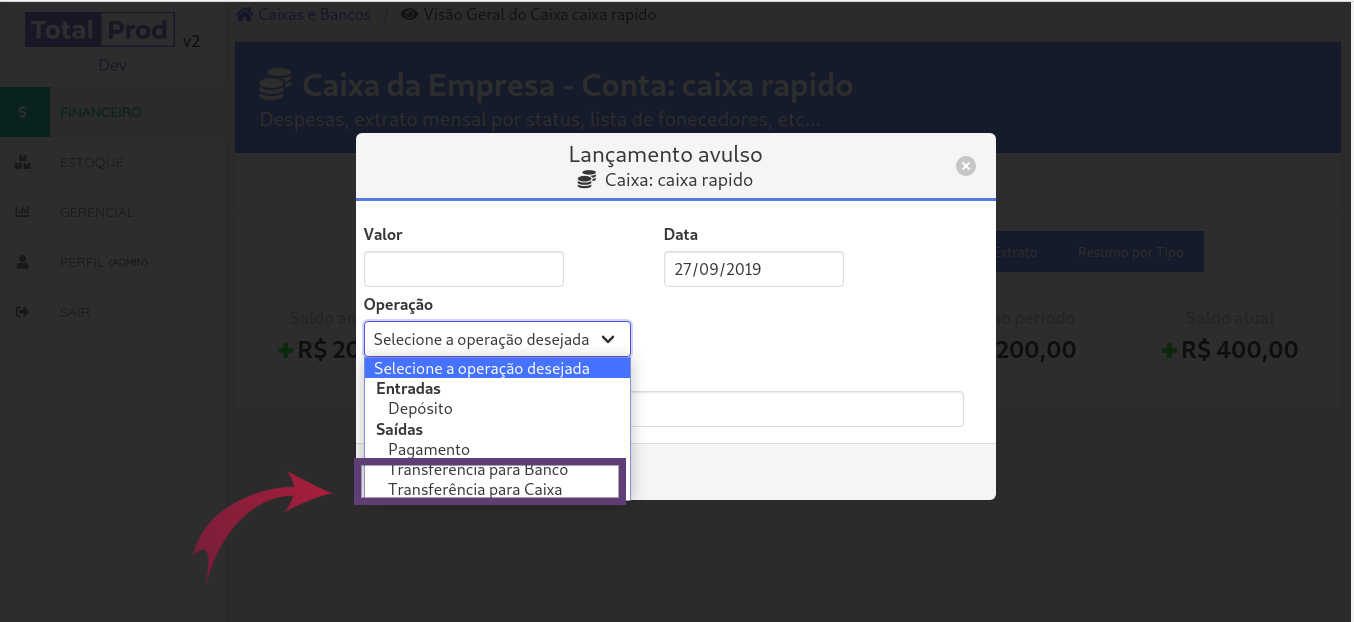 Caixas e Bancos / Visão Geral do Caixa caixa rapido
Total Prod v2
Dev
Caixa da Empresa - Conta: caixa rapido
Despesas, extrato mensal por status, lista de fonecedores, etc...
FINANCEIRO
ESTOQUE
GERENCIAL
PERFIL (ADMIN)
SAIR
Lançamento avulso
Caixa: caixa rapido
Valor
Data
27/09/2019
Operação
Selecione a operação desejada
Selecione a operação desejada
Entradas
Depósito
Saídas
Pagamento
Transferência para Banco
Transferência para Caixa
Extrato
Resumo por Tipo
Saldo
R$ 20
período
200,00
Saldo atual
R$ 400,00